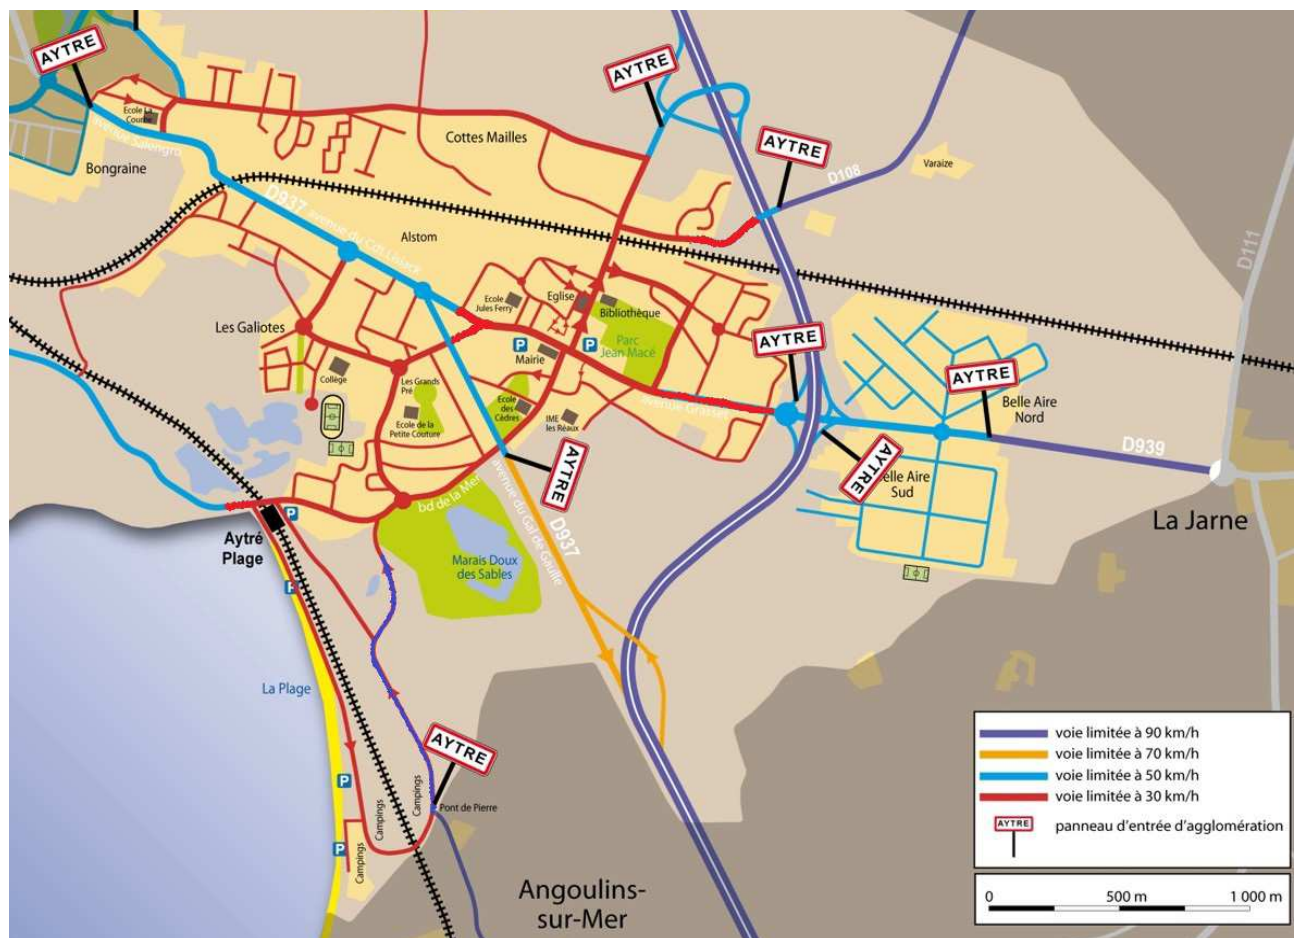 AYTRE
AYTRE
AYTRE
AYTRE
AYTRE
AYTRE
AYTRE
AYTRE
Ecole La
Courbe
avenue Salengro
Bongraine
Cottes Mailles
Varaize
D108
D111
D937
avenue du Cdt Lisiack
Alstom
Ecole
Jules Ferry
Eglise
Bibliothèque
Parc
Jean Macé
P
P
Mairie
Les Galiotes
Collège
Les Grands
Pré
Ecole de la
Petite Couture
Ecole
des
Cèdres
IME
les Réaux
avenue Grasset
Belle Aire
Nord
D939
Belle Aire
Sud
La Jarne
bd de la Mer
avenue du Gal de Gaulle
D937
Aytré
Plage
P
P
Marais Doux
des Sables
La Plage
P
P
Campings
Campings
Campings
Pont de Pierre
Angoulins-
sur-Mer
voie limitée à 90 km/h
voie limitée à 70 km/h
voie limitée à 50 km/h
voie limitée à 30 km/h
AYTRE
panneau d'entrée d'agglomération
0 500 m 1 000 m